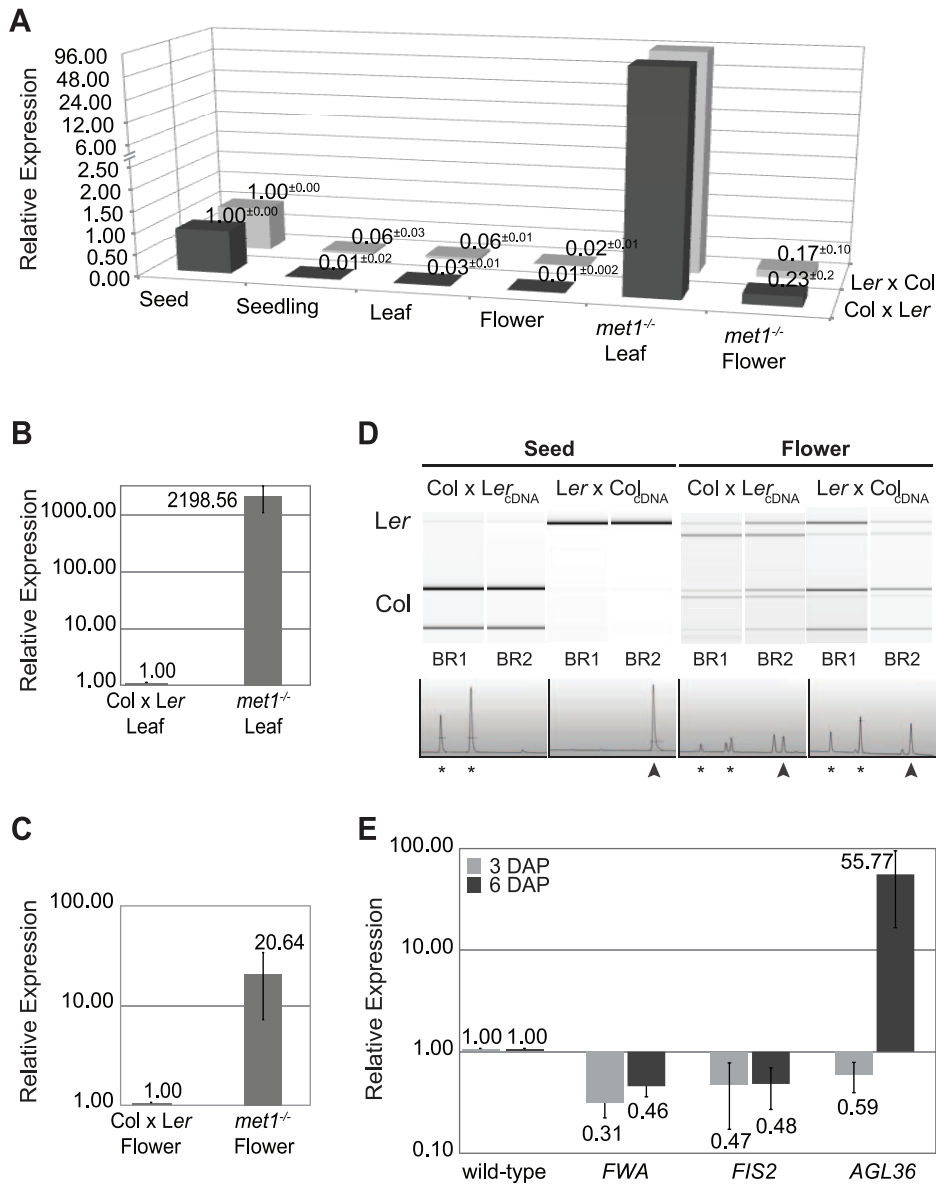 A
Relative Expression
96.00
48.00
24.00
12.00
6.00
2.50
2.00
1.50
1.00
0.50
0.00
1.00±0.00
1.00±0.00
0.06±0.03
0.01±0.02
0.06±0.01
0.03±0.01
0.02±0.01
0.01±0.002
0.17±0.10
0.23±0.2
Ler x Col
Col x Ler
Seed
Seedling
Leaf
Flower
met1-/-
Leaf
met1-/-
Flower
B
Relative Expression
1000.00
100.00
10.00
1.00
2198.56
1.00
Col x Ler
Leaf
met1-/-
Leaf
C
Relative Expression
100.00
10.00
1.00
20.64
1.00
Col x Ler
Flower
met1-/-
Flower
D
Seed
Flower
Col x Ler cDNA
Ler x Col cDNA
Col x Ler cDNA
Ler x Col cDNA
Ler
Col
BR1 BR2 BR1 BR2 BR1 BR2 BR1 BR2
* * * * * *
E
Relative Expression
100.00
10.00
1.00
0.10
3 DAP
6 DAP
1.00 1.00
0.31
0.46
0.47
0.48
0.59
55.77
wild-type FWA FIS2 AGL36